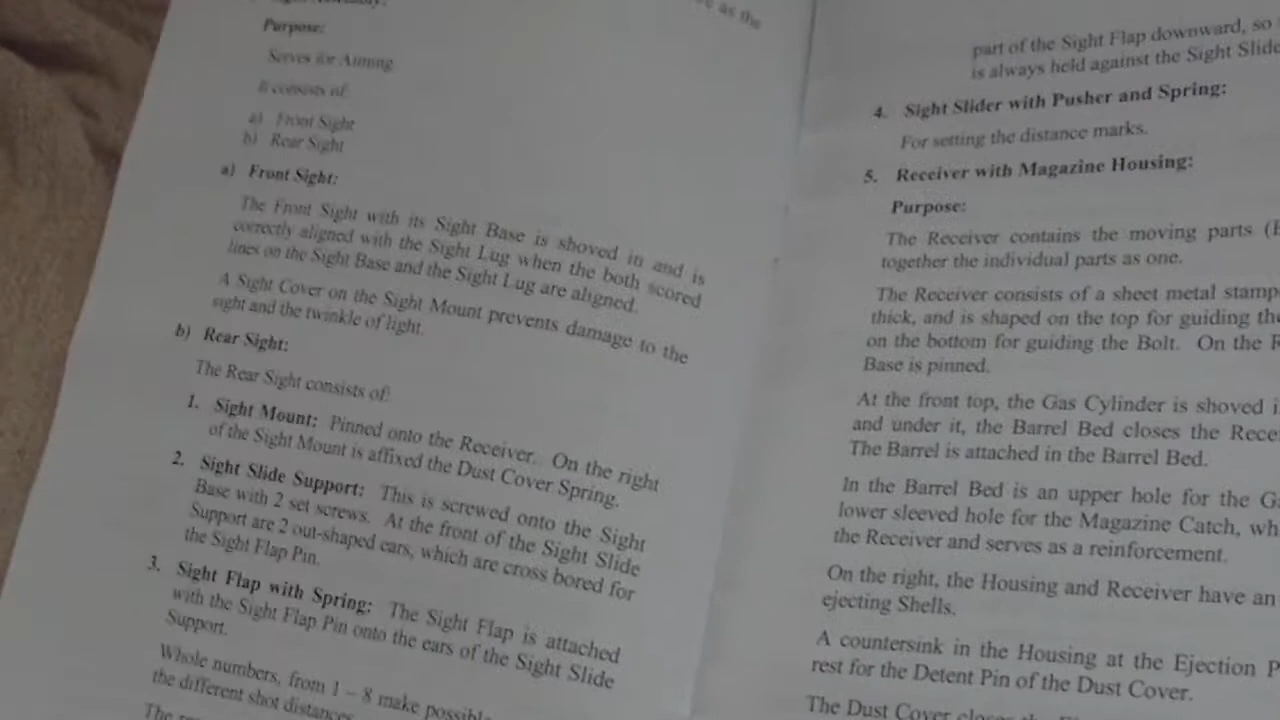 as the
Purpose:
Serves for Aiming
It consists of:
a) Front Sight
b) Rear Sight
a) Front Sight:
The Front Sight with its Sight Base is shoved in and is
correctly aligned with the Sight Lug when the both scored
lines on the Sight Base and the Sight Lug are aligned.
A Sight Cover on the Sight Mount prevents damage to the
sight and the twinkle of light.
b) Rear Sight:
The Rear Sight consists of:
1. Sight Mount: Pinned onto the Receiver. On the right
of the Sight Mount is affixed the Dust Cover Spring.
2. Sight Slide Support: This is screwed onto the Sight
Base with 2 set screws. At the front of the Sight Slide
Support are 2 out-shaped ears, which are cross bored for
the Sight Flap Pin.
3. Sight Flap with Spring: The Sight Flap is attached
with the Sight Flap Pin onto the ears of the Sight Slide
Support.
Whole numbers, from 1 – 8 make possible
the different shot distances
The
part of the Sight Flap downward, so
is always held against the Sight Slide
4. Sight Slider with Pusher and Spring:
For setting the distance marks.
5. Receiver with Magazine Housing:
Purpose:
The Receiver contains the moving parts
together the individual parts as one.
The Receiver consists of a sheet metal stamp
thick, and is shaped on the top for guiding the
on the bottom for guiding the Bolt. On the
Base is pinned.
At the front top, the Gas Cylinder is shoved
and under it, the Barrel Bed closes the Rece
The Barrel is attached in the Barrel Bed.
In the Barrel Bed is an upper hole for the
lower sleeved hole for the Magazine Catch, wh
the Receiver and serves as a reinforcement.
On the right, the Housing and Receiver have an
ejecting Shells.
A countersink in the Housing at the Ejection P
rest for the Detent Pin of the Dust Cover.
The Dust Cover closes